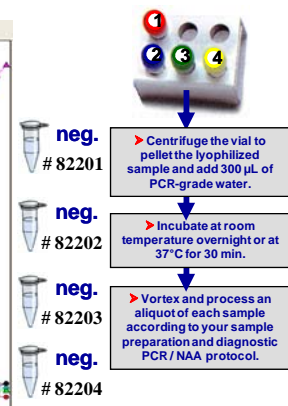 1
2
3
4
neg.
# 82201
neg.
# 82202
neg.
# 82203
neg.
# 82204
Centrifuge the vial to
pellet the lyophilized
sample and add 300 µL of
PCR-grade water.
Incubate at room
temperature overnight or at
37°C for 30 min.
Vortex and process an
aliquot of each sample
according to your sample
preparation and diagnostic
PCR / NAA protocol.